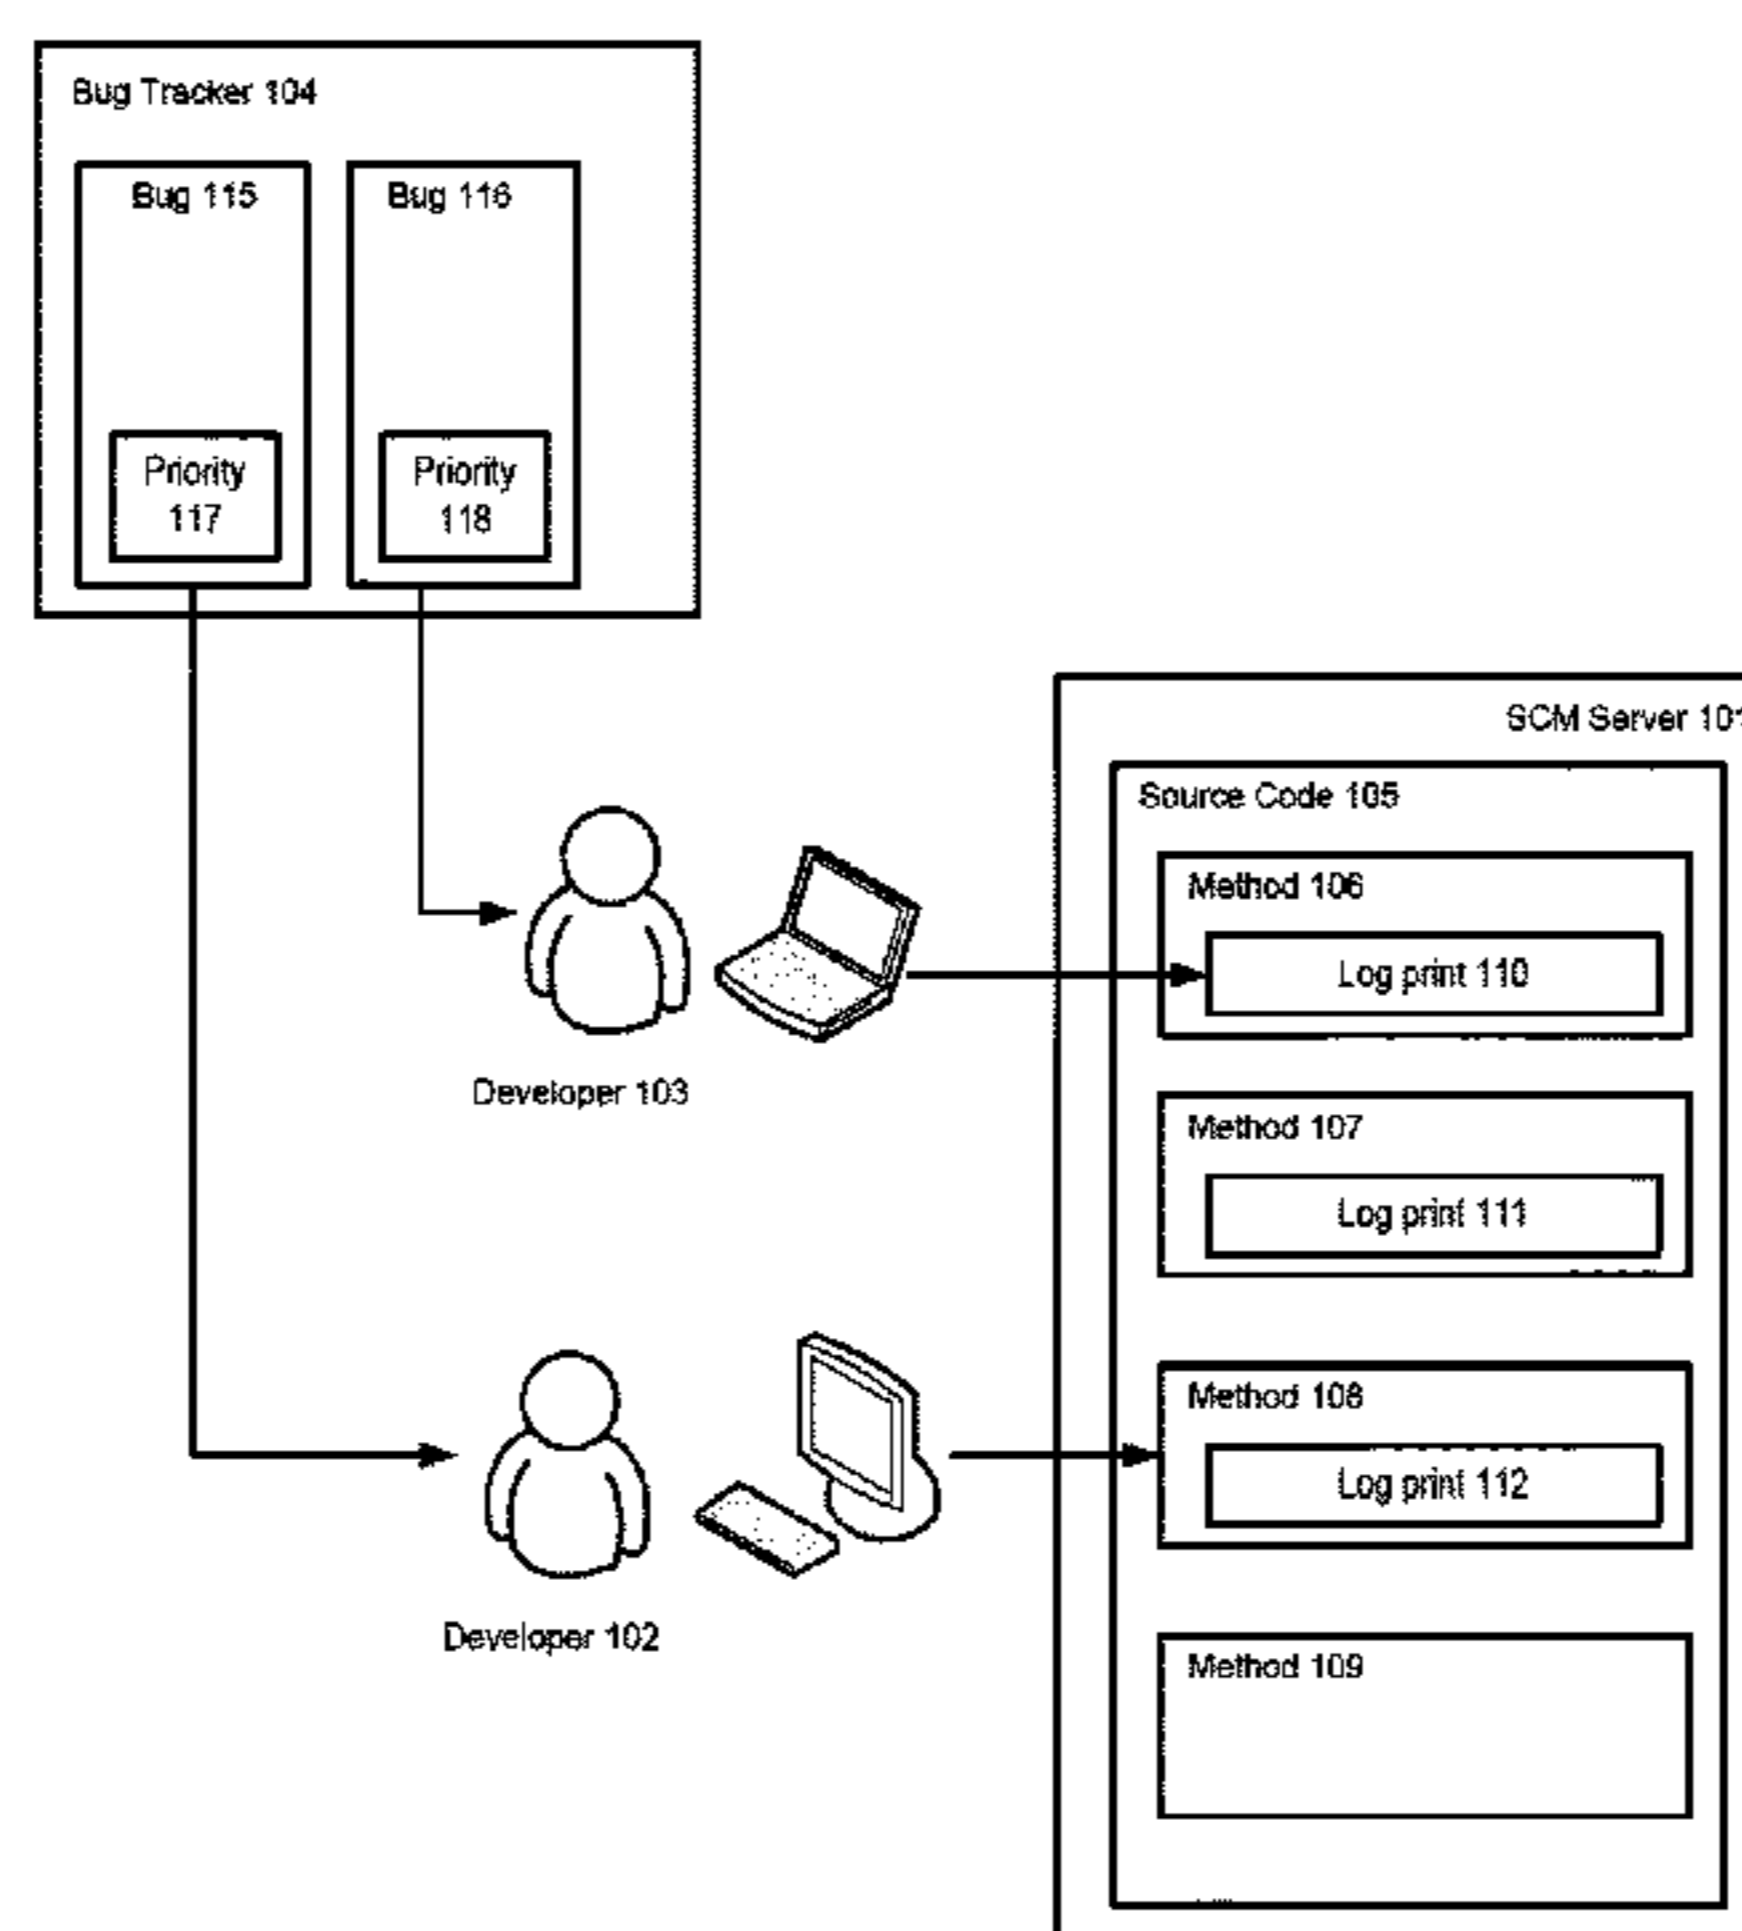 Bug Tracker 104
Bug 115
Bug 116
Priority
117
Priority
118
SCM Server 101
Source Code 105
Method 106
Log print 110
Developer 103
Method 107
Log print 111
Method 108
Log print 112
Developer 102
Method 109